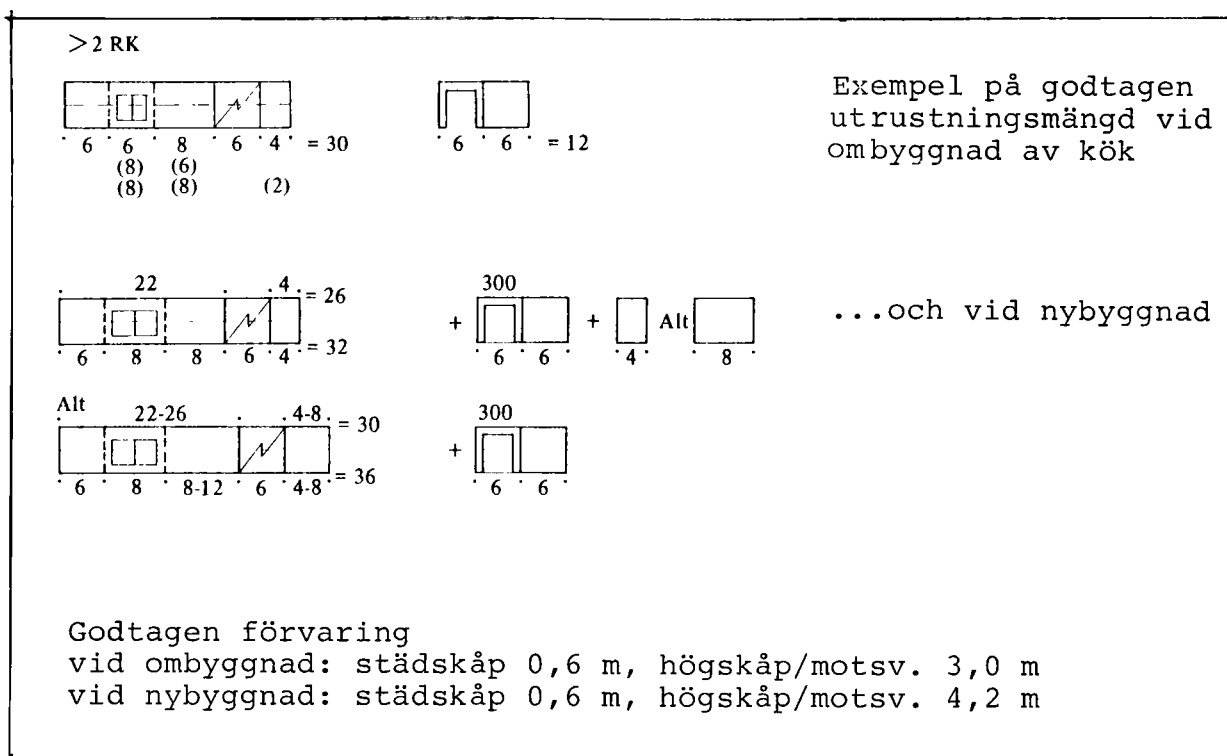 >2 RK
Exempel på godtagen
utrustningsmängd vid
ombyggnad av kök
6 6 8 6 4 = 30
(8) (6)
(8) (8) (2)
6 6 = 12
22 4 = 26
6 8 8 6 4 = 32
+ 300
6 6
+ 4 Alt 8
...och vid nybyggnad
Alt 22-26 4-8 = 30
6 8 8-12 6 4-8 = 36
+ 300
6 6
Godtagen förvaring
vid ombyggnad: städskåp 0,6 m, högskåp/motsv. 3,0 m
vid nybyggnad: städskåp 0,6 m, högskåp/motsv. 4,2 m